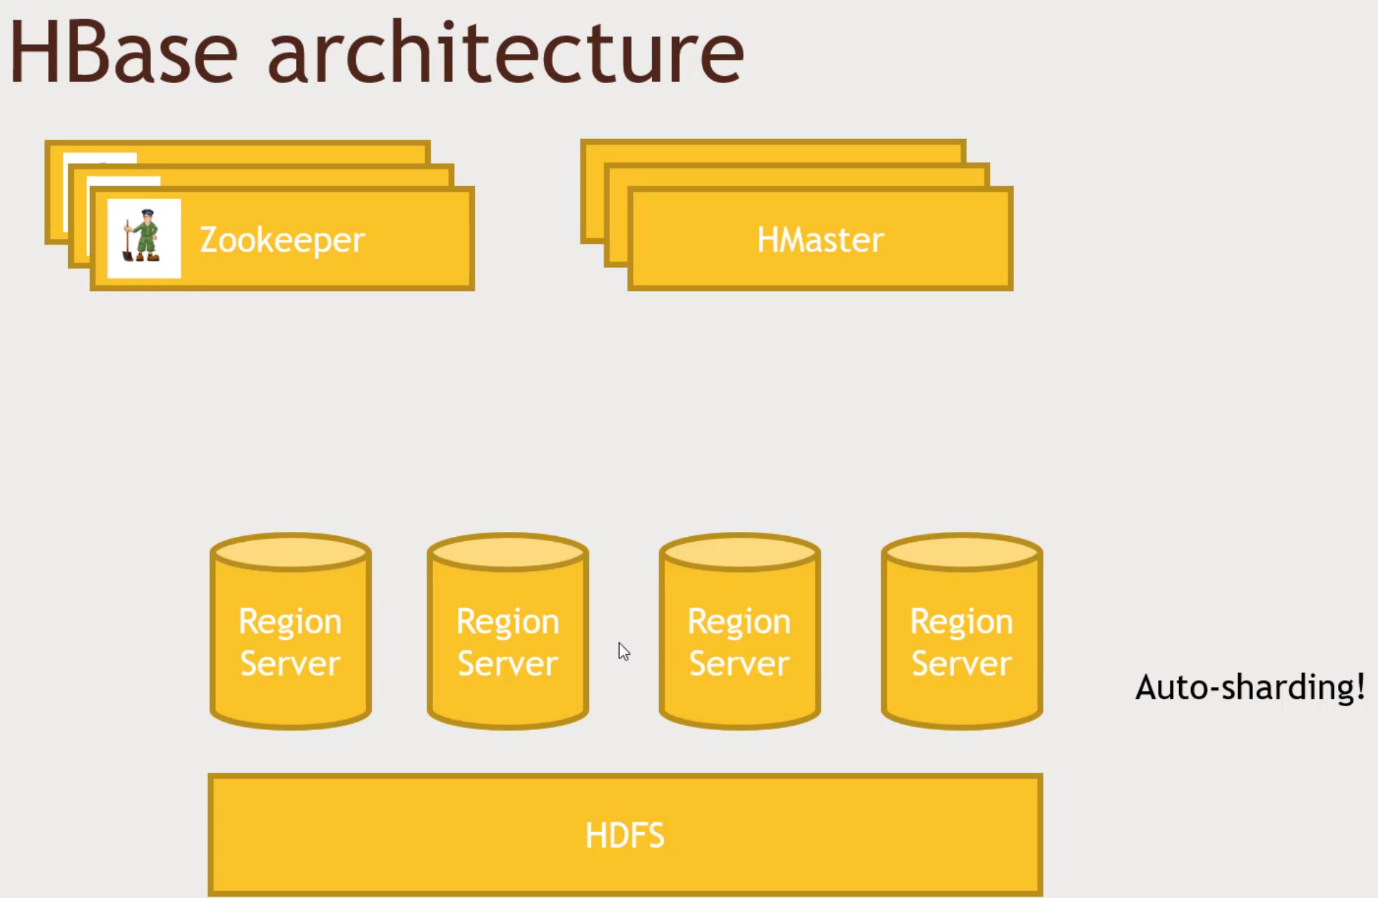 HBase architecture
Zookeeper
HMaster
Region
Server
Region
Server
Region
Server
Region
Server
Auto-sharding!
HDFS